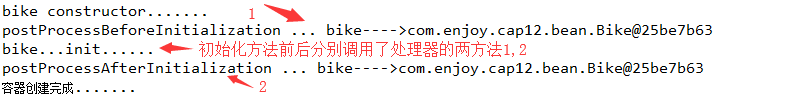 bike constructor.......
1
postProcessBeforeInitialization ... bike---->com.enjoy.cap12.bean.Bike@25be7b63
bike...init...... 初始化方法前后分别调用了处理器的两方法1,2
postProcessAfterInitialization ... bike---->com.enjoy.cap12.bean.Bike@25be7b63
2
容器创建完成.......